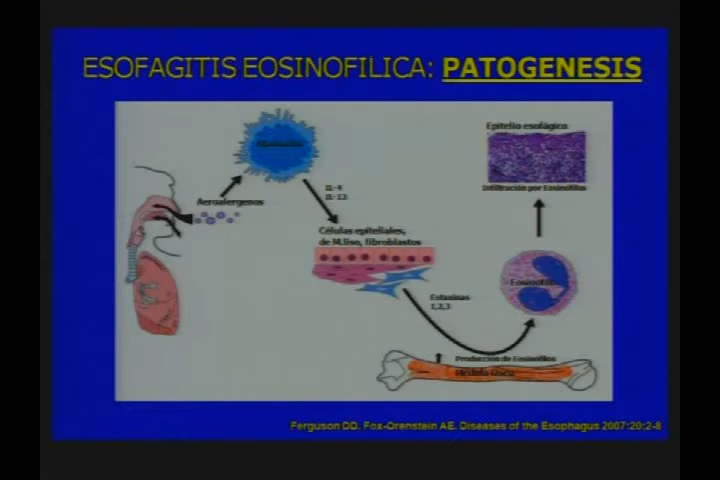 ESOFAGITIS EOSINOFILICA: PATOGENESIS
Epitelio esofágico
Infiltración por Eosinófilos
Aeroalergenos
IL-4
IL-13
Células epiteliales,
de M.liso, fibroblastos
Eosinófilo
Eotaxinas
1,2,3
Producción de Eosinófilos
Médula Ósea
Ferguson DD. Fox-Orenstein AE. Diseases of the Esophagus 2007:20:2-8